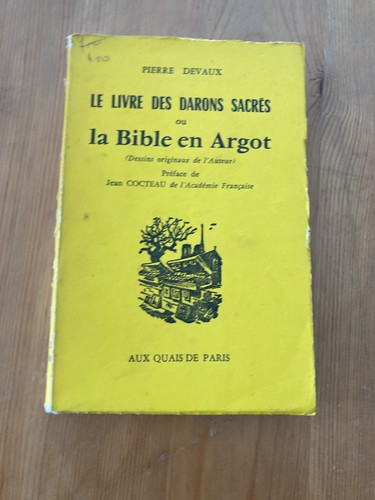 PIERRE DEVAUX
LE LIVRE DES DARONS SACRÉS
ou
la Bible en Argot
(Dessins originaux de l'Auteur)
Préface de
Jean COCTEAU de l'Académie Française
AUX QUAIS DE PARIS